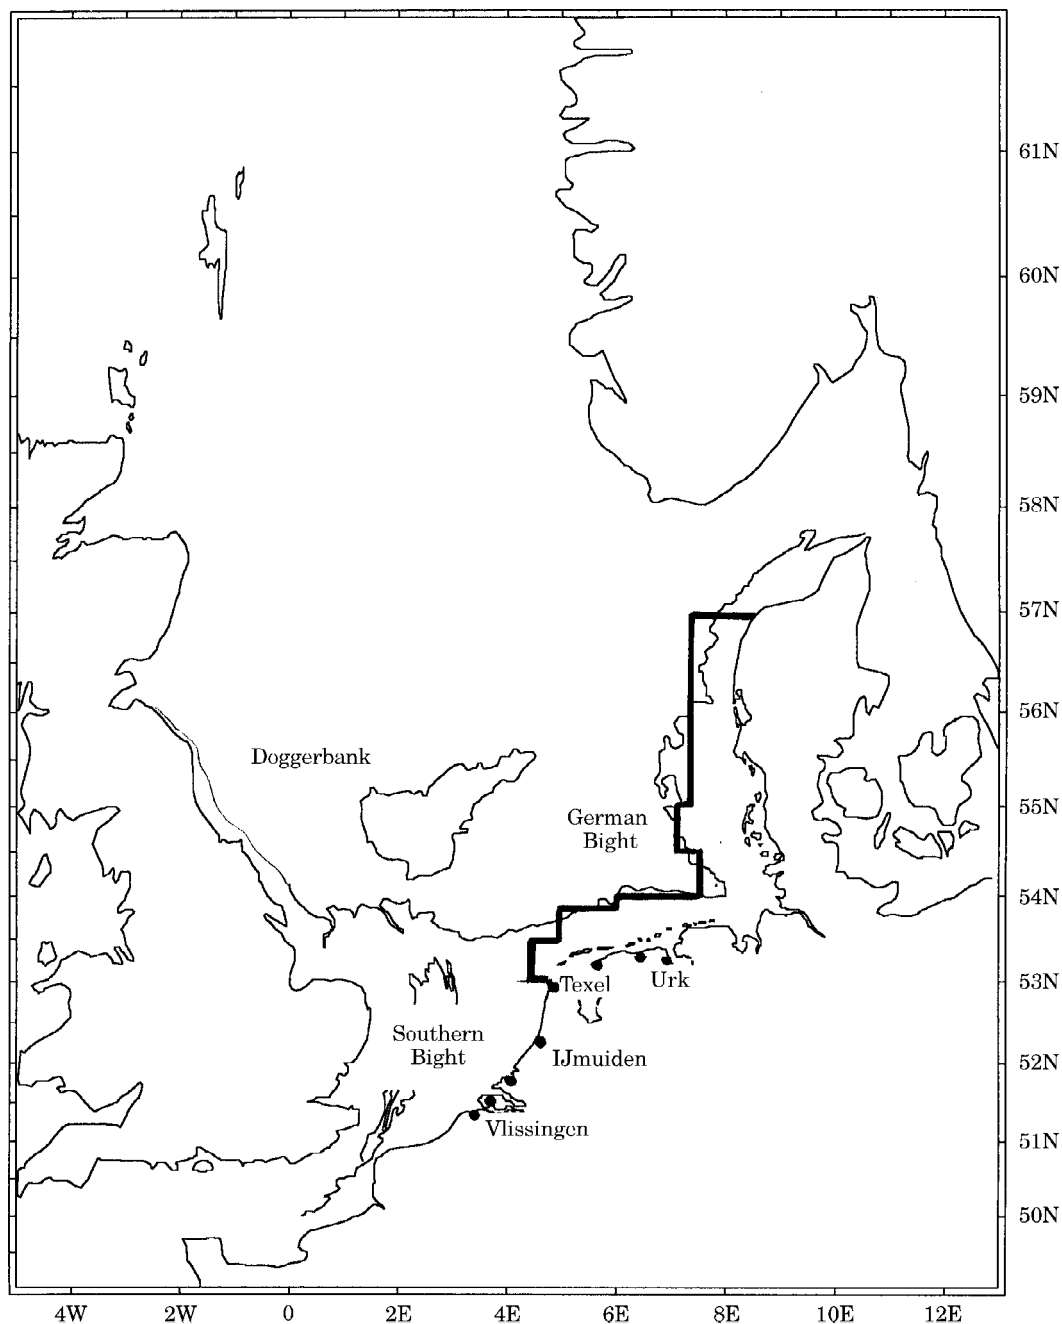 61N
60N
59N
58N
57N
56N
Doggerbank
55N
German
Bight
54N
53N
Texel
Urk
Southern
Bight
IJmuiden
52N
Vlissingen
51N
50N
4W
2W
0
2E
4E
6E
8E
10E
12E